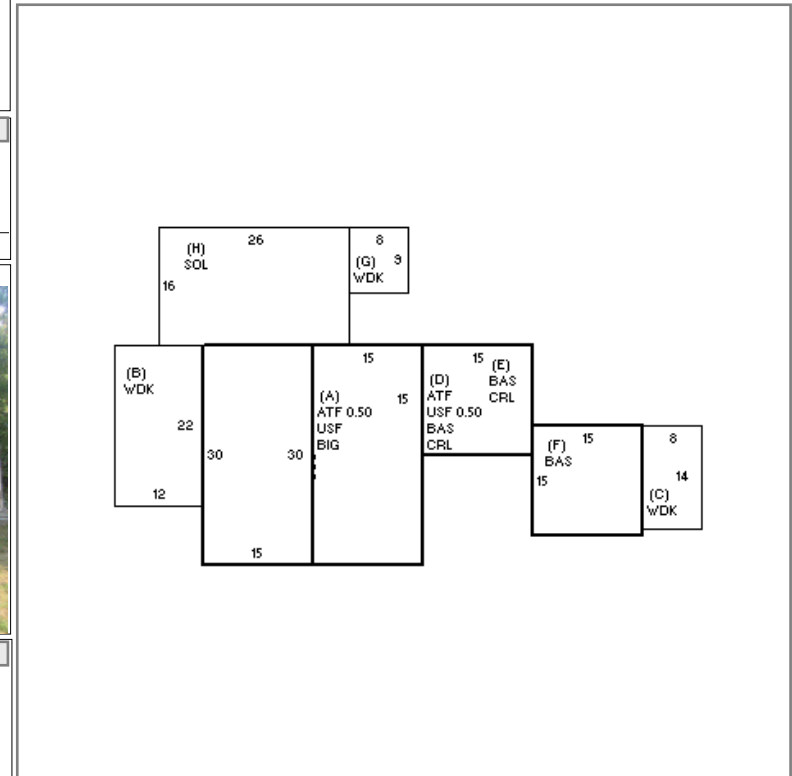 26
(H)
SOL
16
8
(G)
9
WDK
(B)
WDK
22
12
30
30
15
15
15
(A)
ATF 0.50
USF
BIG
15
(E)
BAS
CRL
(D)
ATF
USF 0.50
BAS
CRL
15
(F)
BAS
15
8
14
(C)
WDK